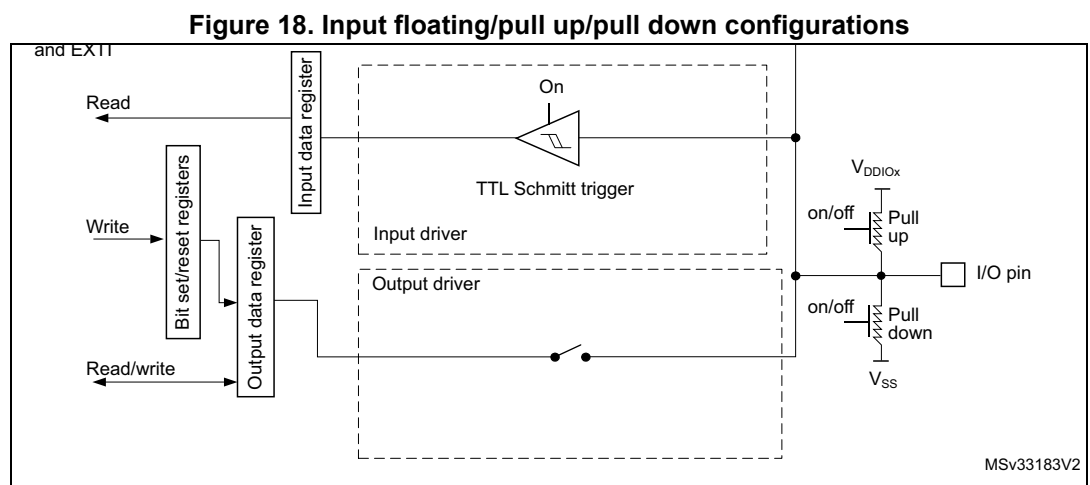 Figure 18. Input floating/pull up/pull down configurations
and EXTI
Read
Input data register
On
TTL Schmitt trigger
Input driver
Write
Bit set/reset registers
Output data register
Read/write
Output driver
VDDIOx
on/off
Pull
up
I/O pin
on/off
Pull
down
VSS
MSv33183V2